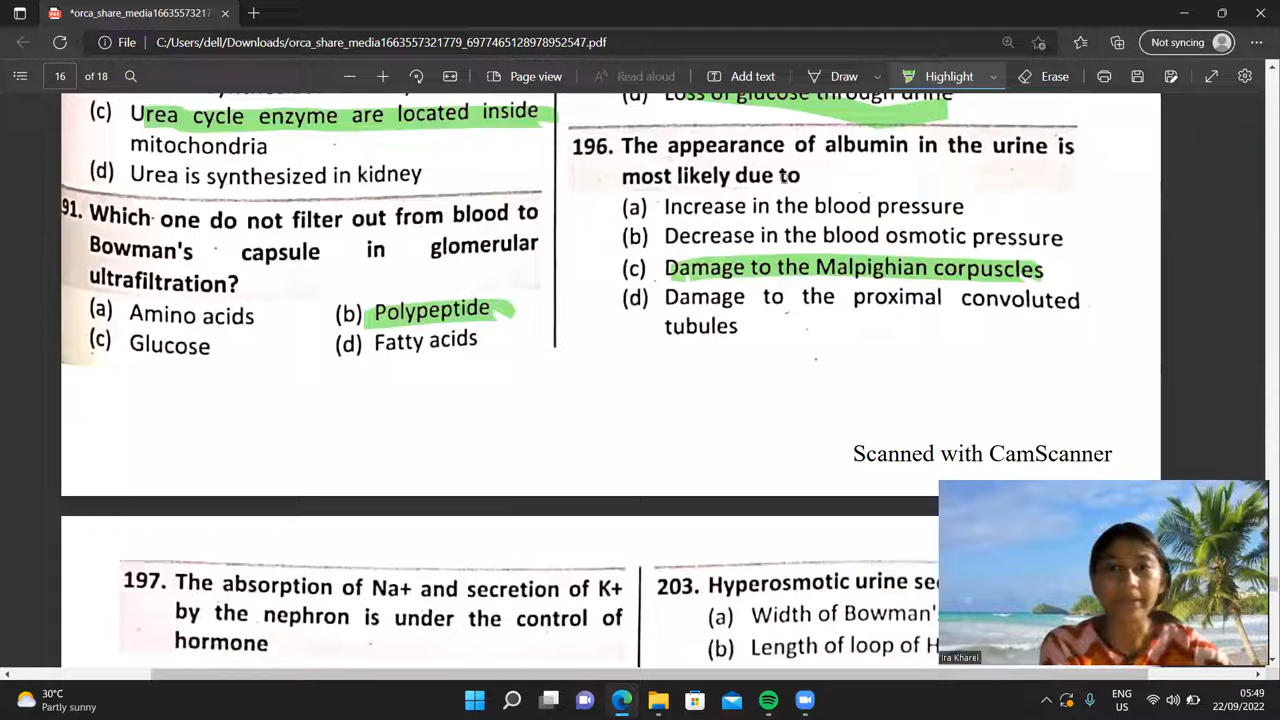 *orca_share_media1663557321
File
C:/Users/dell/Downloads/orca_share_media1663557321779_6977465128978952547.pdf
Not syncing
16 of 18
Page view
Read aloud
Add text
Draw
Highlight
Erase
(c) Urea cycle enzyme are located inside
mitochondria
(d) Urea is synthesized in kidney
91. Which one do not filter out from blood to
Bowman's capsule in glomerular
ultrafiltration?
(a) Amino acids
(b) Polypeptide
(c) Glucose
(d) Fatty acids
(d) Loss of glucose through urine
196. The appearance of albumin in the urine is
most likely due to
(a) Increase in the blood pressure
(b) Decrease in the blood osmotic pressure
(c) Damage to the Malpighian corpuscles
(d) Damage to the proximal convoluted
tubules
Scanned with CamScanner
197. The absorption of Na+ and secretion of K+
by the nephron is under the control of
hormone
203. Hyperosmotic urine se
(a) Width of Bowman'
(b) Length of loop of H
Ira Kharel
30°C
Partly sunny
ENG
US
05:49
22/09/2022